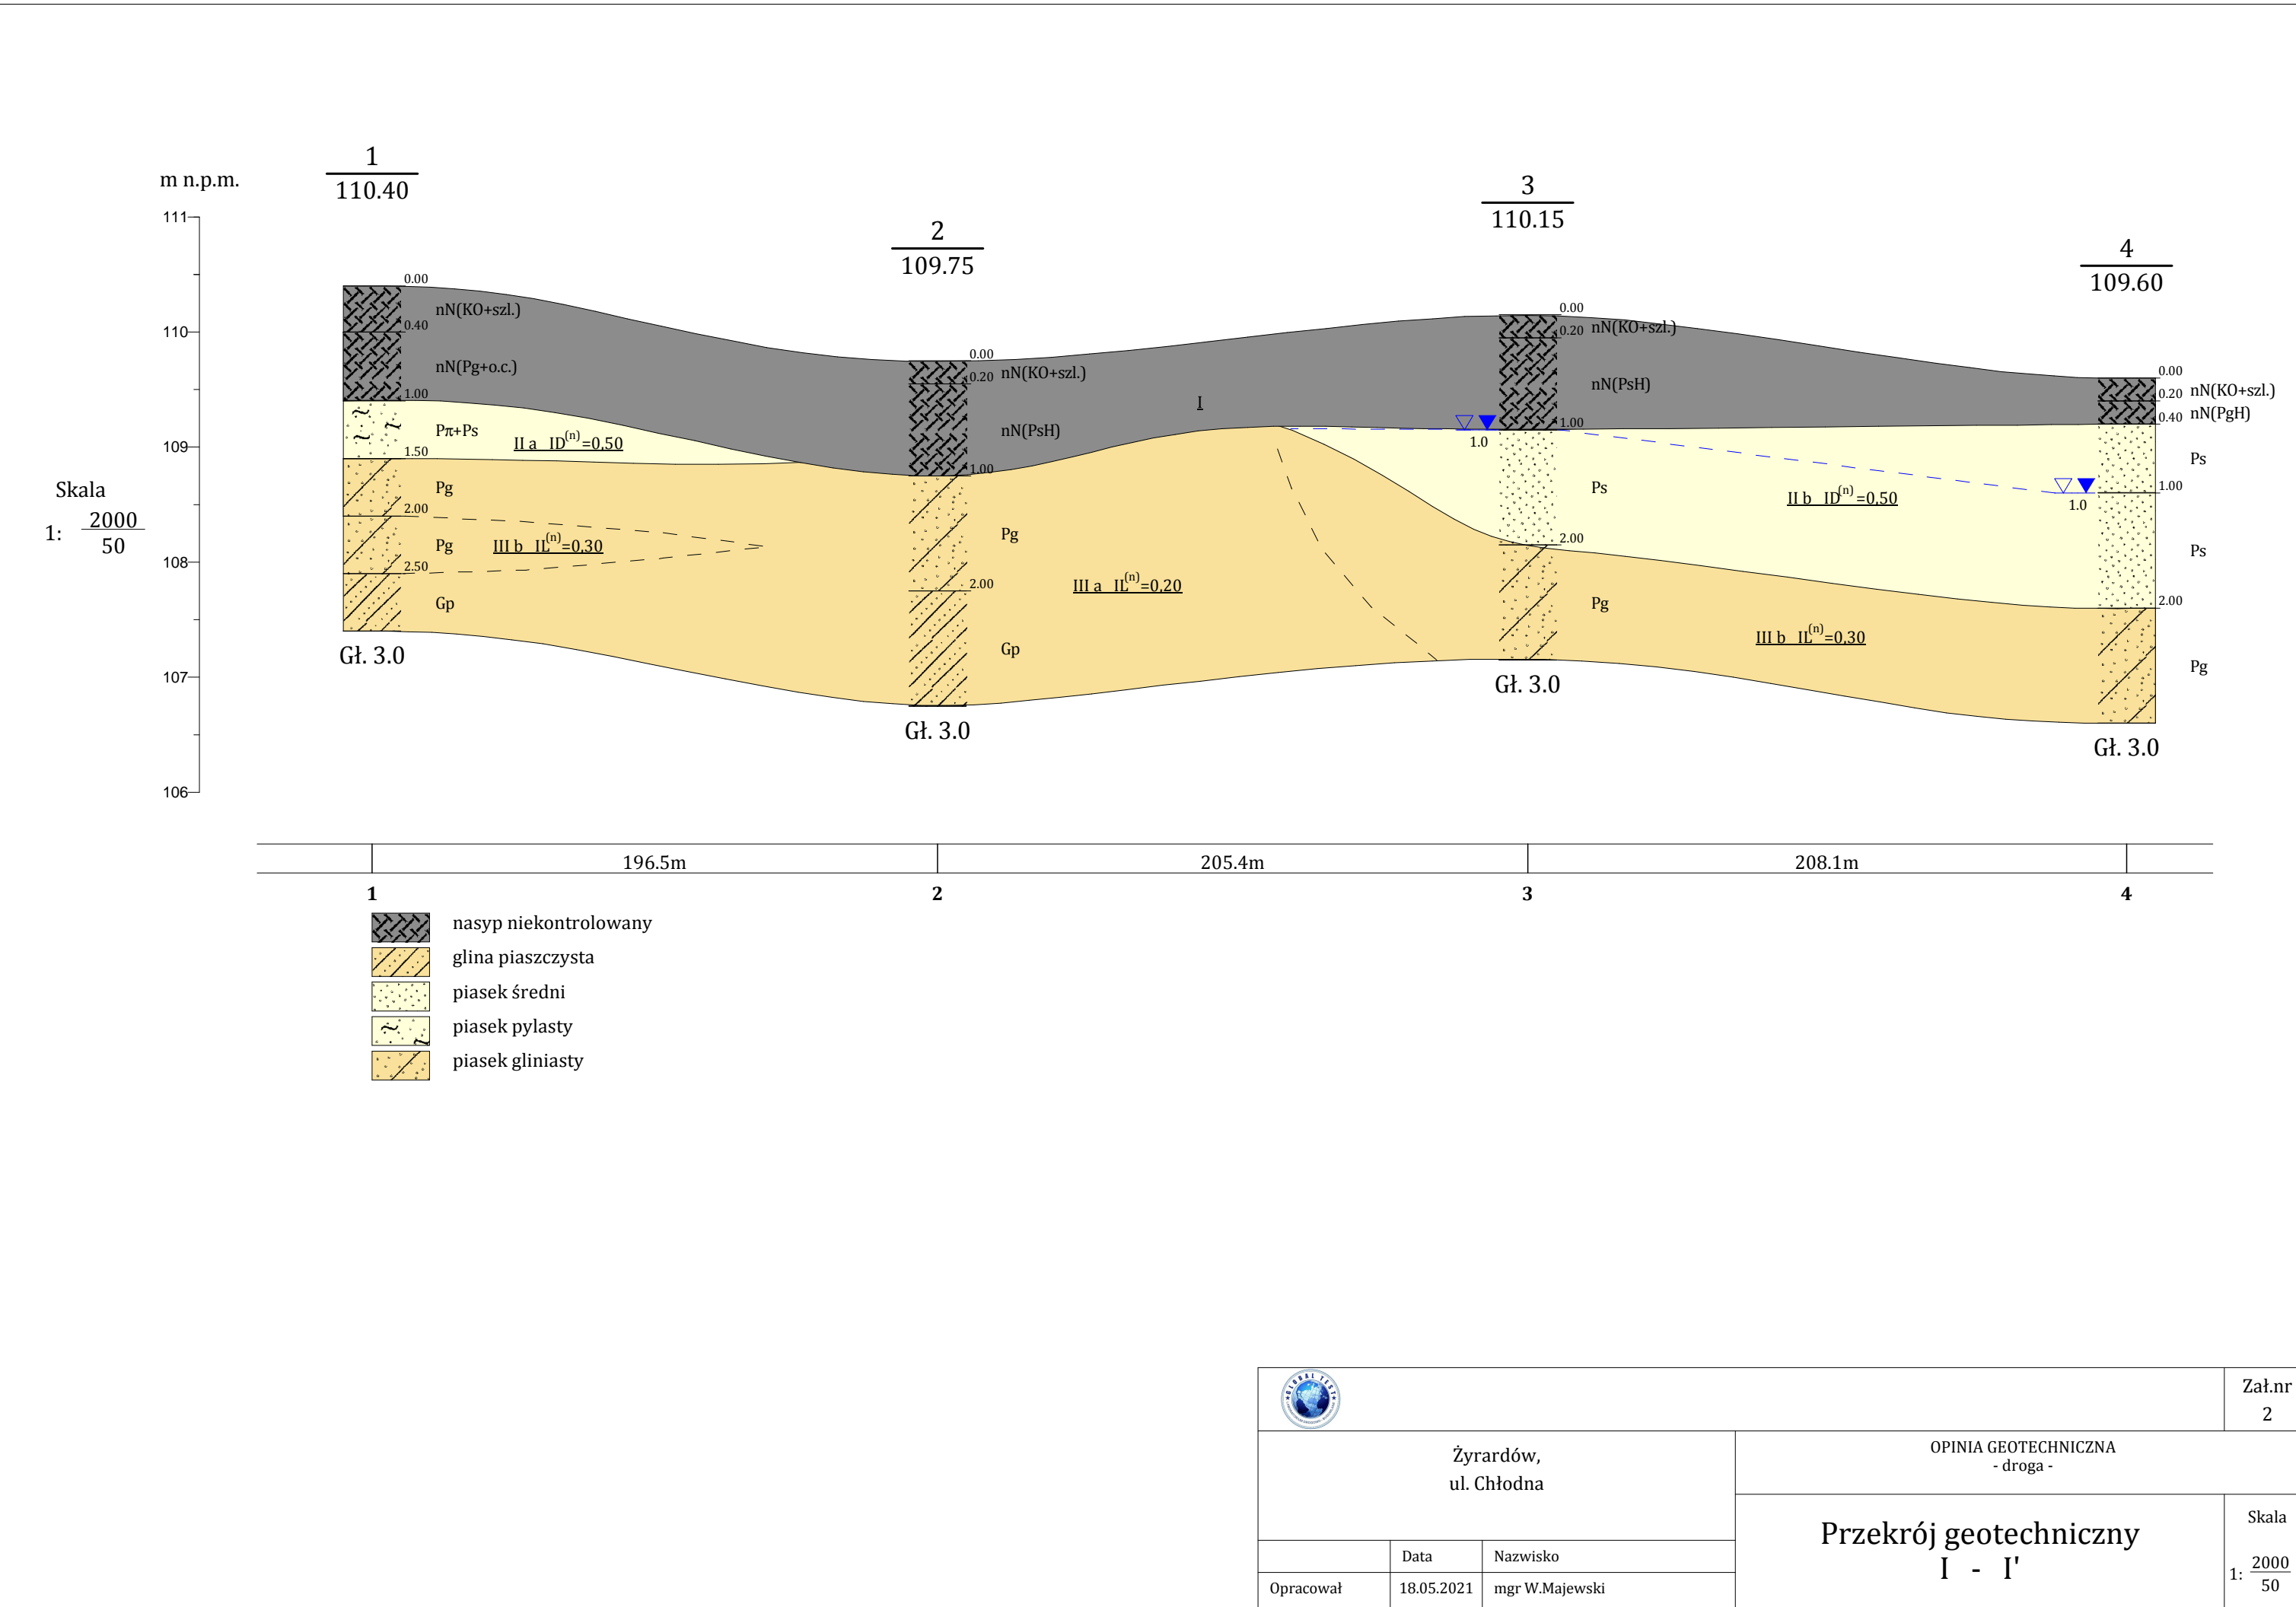 1
110.40
m n.p.m.
3
110.15
2
109.75
4
109.60
111
110
109
108
107
106
Skala
1: 2000
50
0.00
nN(KO+szl.)
0.40
nN(Pg+o.c.)
1.00
Pπ+Ps
II a ID(n)=0,50
1.50
Pg
2.00
Pg
III b IL(n)=0,30
2.50
Gp
Gł. 3.0
0.00
0.20 nN(KO+szl.)
nN(PsH)
1.00
Pg
2.00
III a IL(n)=0,20
Gp
Gł. 3.0
I
0.00
0.20 nN(KO+szl.)
nN(PsH)
1.00
1.0
Ps
2.00
Pg
Gł. 3.0
II b ID(n)=0,50
III b IL(n)=0,30
0.00
0.20 nN(KO+szl.)
0.40 nN(PgH)
Ps
1.00
1.0
Ps
2.00
Pg
Gł. 3.0
196.5m
205.4m
208.1m
1
2
3
4
nasyp niekontrolowany
glina piaszczysta
piasek średni
piasek pylasty
piasek gliniasty
GLOBAL TEST
Zał.nr
2
Żyrardów,
ul. Chłodna
OPINIA GEOTECHNICZNA
- droga -
Przekrój geotechniczny
I - I'
Skala
1: 2000
50
Data
Nazwisko
Opracował
18.05.2021
mgr W.Majewski